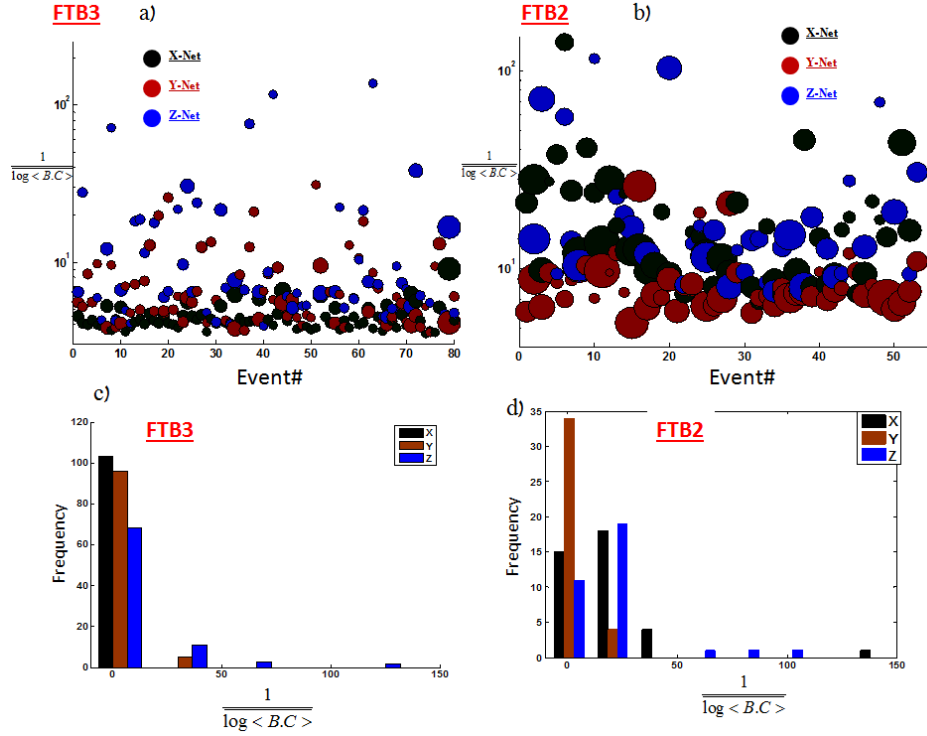 FTB3 a)
X-Net
Y-Net
Z-Net
10²
10¹
1
log < B.C >
0 10 20 30 40 50 60 70 80
Event#
FTB2 b)
X-Net
Y-Net
Z-Net
10²
10¹
1
log < B.C >
0 10 20 30 40 50
Event#
c)
FTB3
X
Y
Z
120
100
80
60
40
20
0
Frequency
0 50 100 150
1
log < B.C >
d)
FTB2
X
Y
Z
35
30
25
20
15
10
5
0
Frequency
0 50 100 150
1
log < B.C >